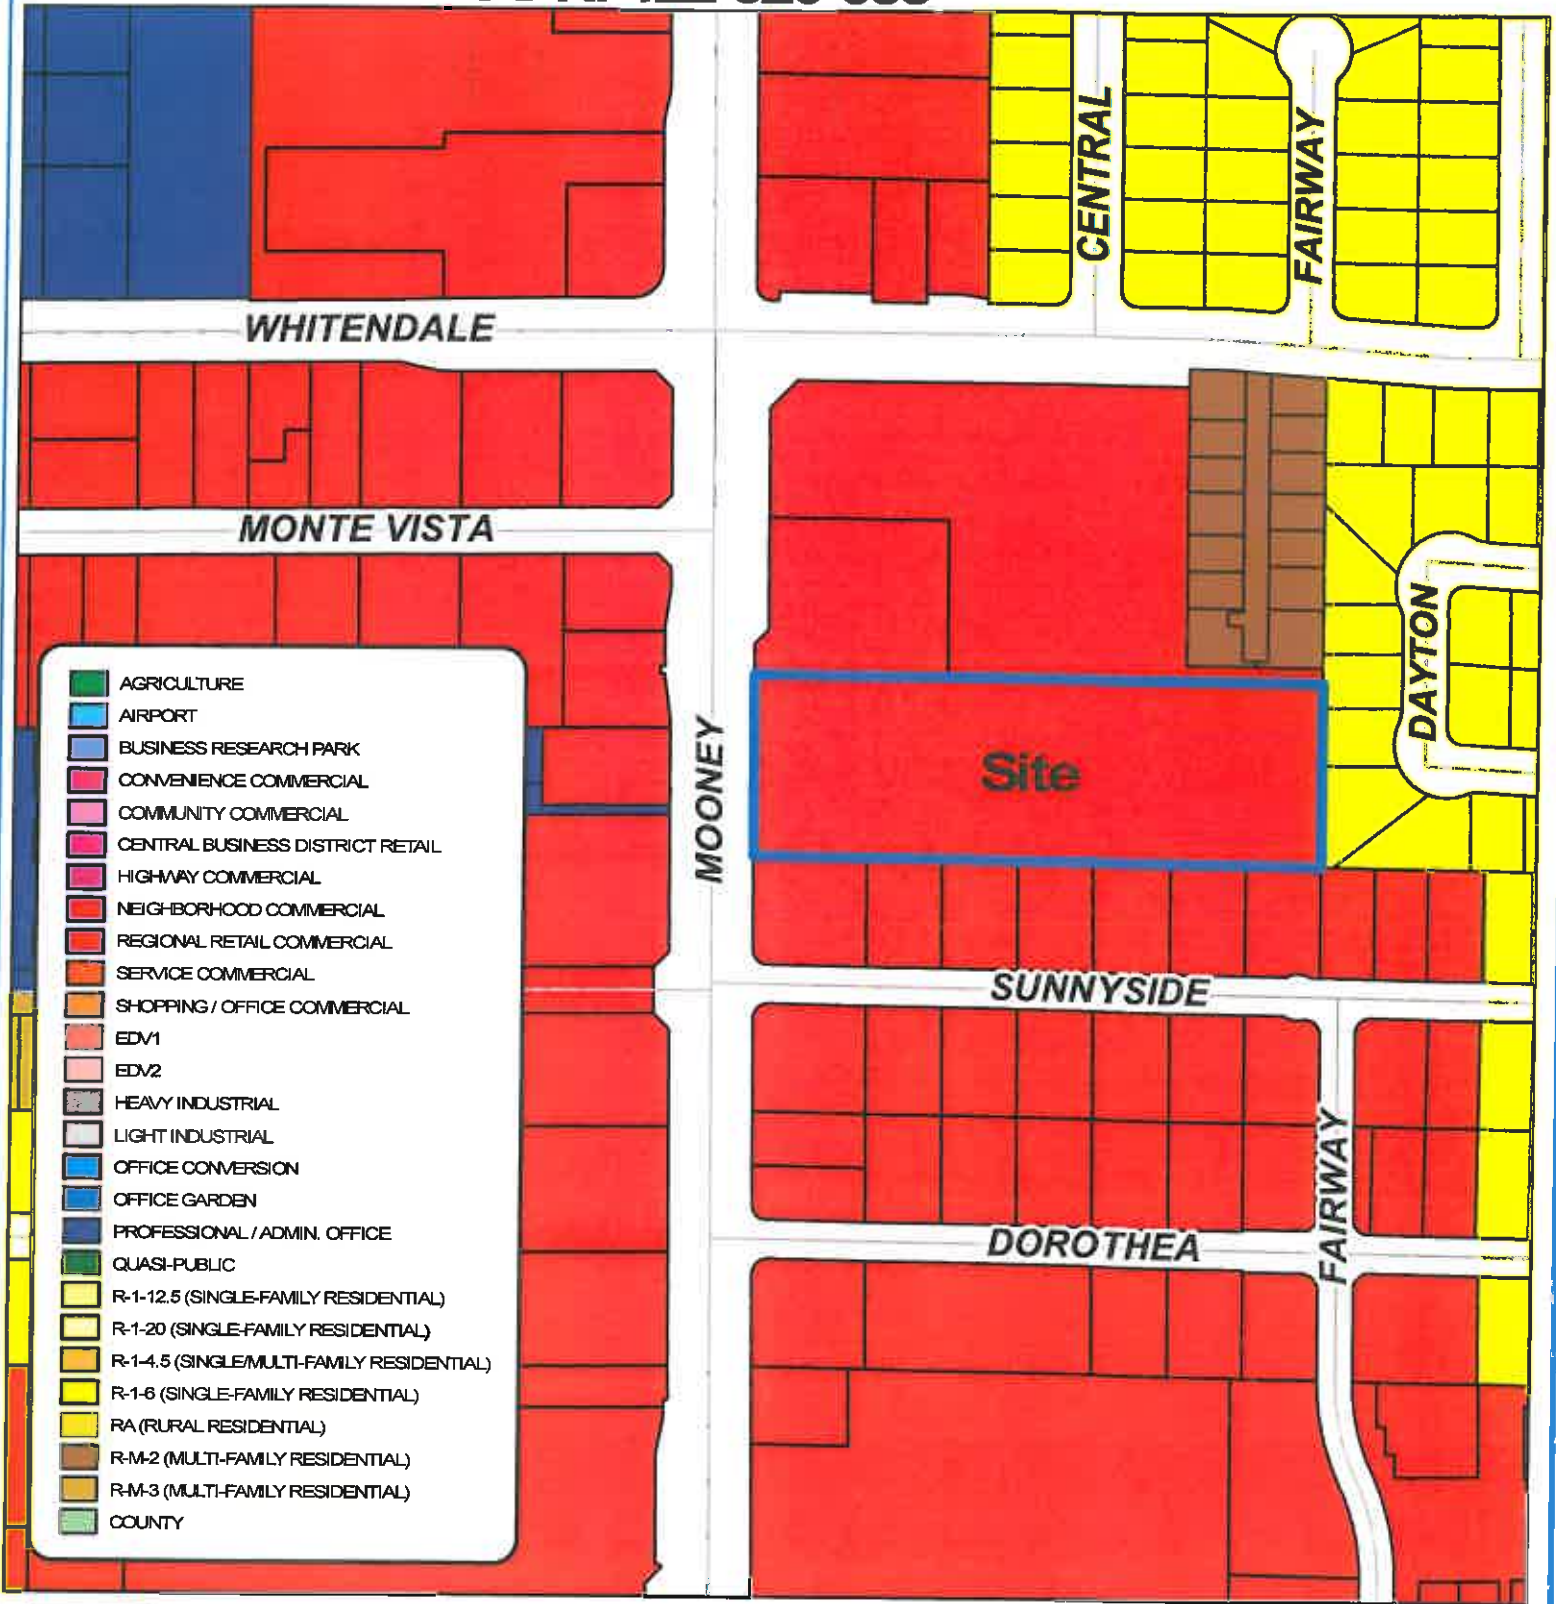 CENTRAL
FAIRWAY
WHITENDALE
MONTE VISTA
DAYTON
MOONEY
Site
SUNNYSIDE
DOROTHEA
FAIRWAY
AGRICULTURE
AIRPORT
BUSINESS RESEARCH PARK
CONVENIENCE COMMERCIAL
COMMUNITY COMMERCIAL
CENTRAL BUSINESS DISTRICT RETAIL
HIGHWAY COMMERCIAL
NEIGHBORHOOD COMMERCIAL
REGIONAL RETAIL COMMERCIAL
SERVICE COMMERCIAL
SHOPPING / OFFICE COMMERCIAL
EDV1
EDV2
HEAVY INDUSTRIAL
LIGHT INDUSTRIAL
OFFICE CONVERSION
OFFICE GARDEN
PROFESSIONAL / ADMIN. OFFICE
QUASI-PUBLIC
R-1-12.5 (SINGLE-FAMILY RESIDENTIAL)
R-1-20 (SINGLE-FAMILY RESIDENTIAL)
R-1-4.5 (SINGLE/MULTI-FAMILY RESIDENTIAL)
R-1-6 (SINGLE-FAMILY RESIDENTIAL)
RA (RURAL RESIDENTIAL)
R-M-2 (MULTI-FAMILY RESIDENTIAL)
R-M-3 (MULTI-FAMILY RESIDENTIAL)
COUNTY